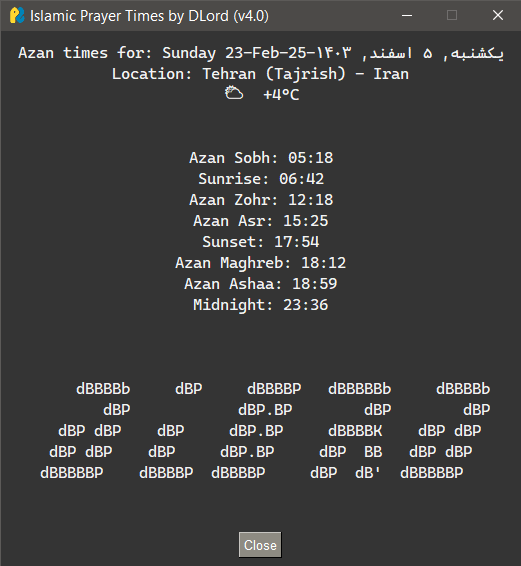 Islamic Prayer Times by DLord (v4.0)
Azan times for: Sunday 23-Feb-25-یکشنبه, ۵ اسفند, ۱۴۰۳
Location: Tehran (Tajrish) - Iran
+4°C
Azan Sobh: 05:18
Sunrise: 06:42
Azan Zohr: 12:18
Azan Asr: 15:25
Sunset: 17:54
Azan Maghreb: 18:12
Azan Ashaa: 18:59
Midnight: 23:36
dBBBBb     dBP     dBBBBP   dBBBBBb     dBBBBb
dBP            dBP.BP        dBP        dBP
dBP dBP    dBP     dBP.BP     dBBBBK    dBP dBP
dBP dBP    dBP     dBP.BP     dBP  BB   dBP dBP
dBBBBBP    dBBBBP  dBBBBP     dBP  dB'  dBBBBBP
Close